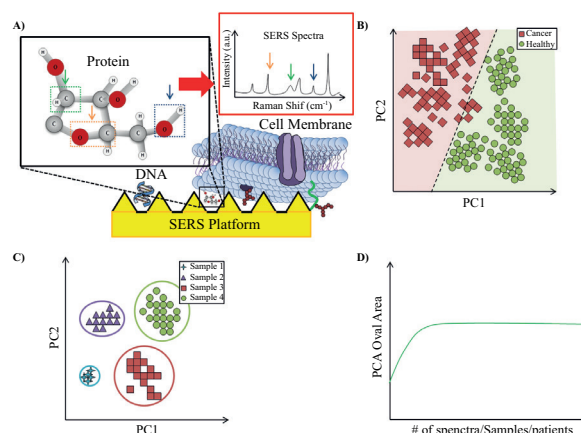 A)
Protein
SERS Spectra
Intensity (a.u.)
Raman Shif (cm⁻¹)
H
H
O
H
H
C
C
O
H
C
O
C
H
O
H
H
DNA
Cell Membrane
SERS Platform
B)
Cancer
Healthy
PC2
PC1
C)
Sample 1
Sample 2
Sample 3
Sample 4
PC2
PC1
D)
PCA Oval Area
# of spenctra/Samples/patients